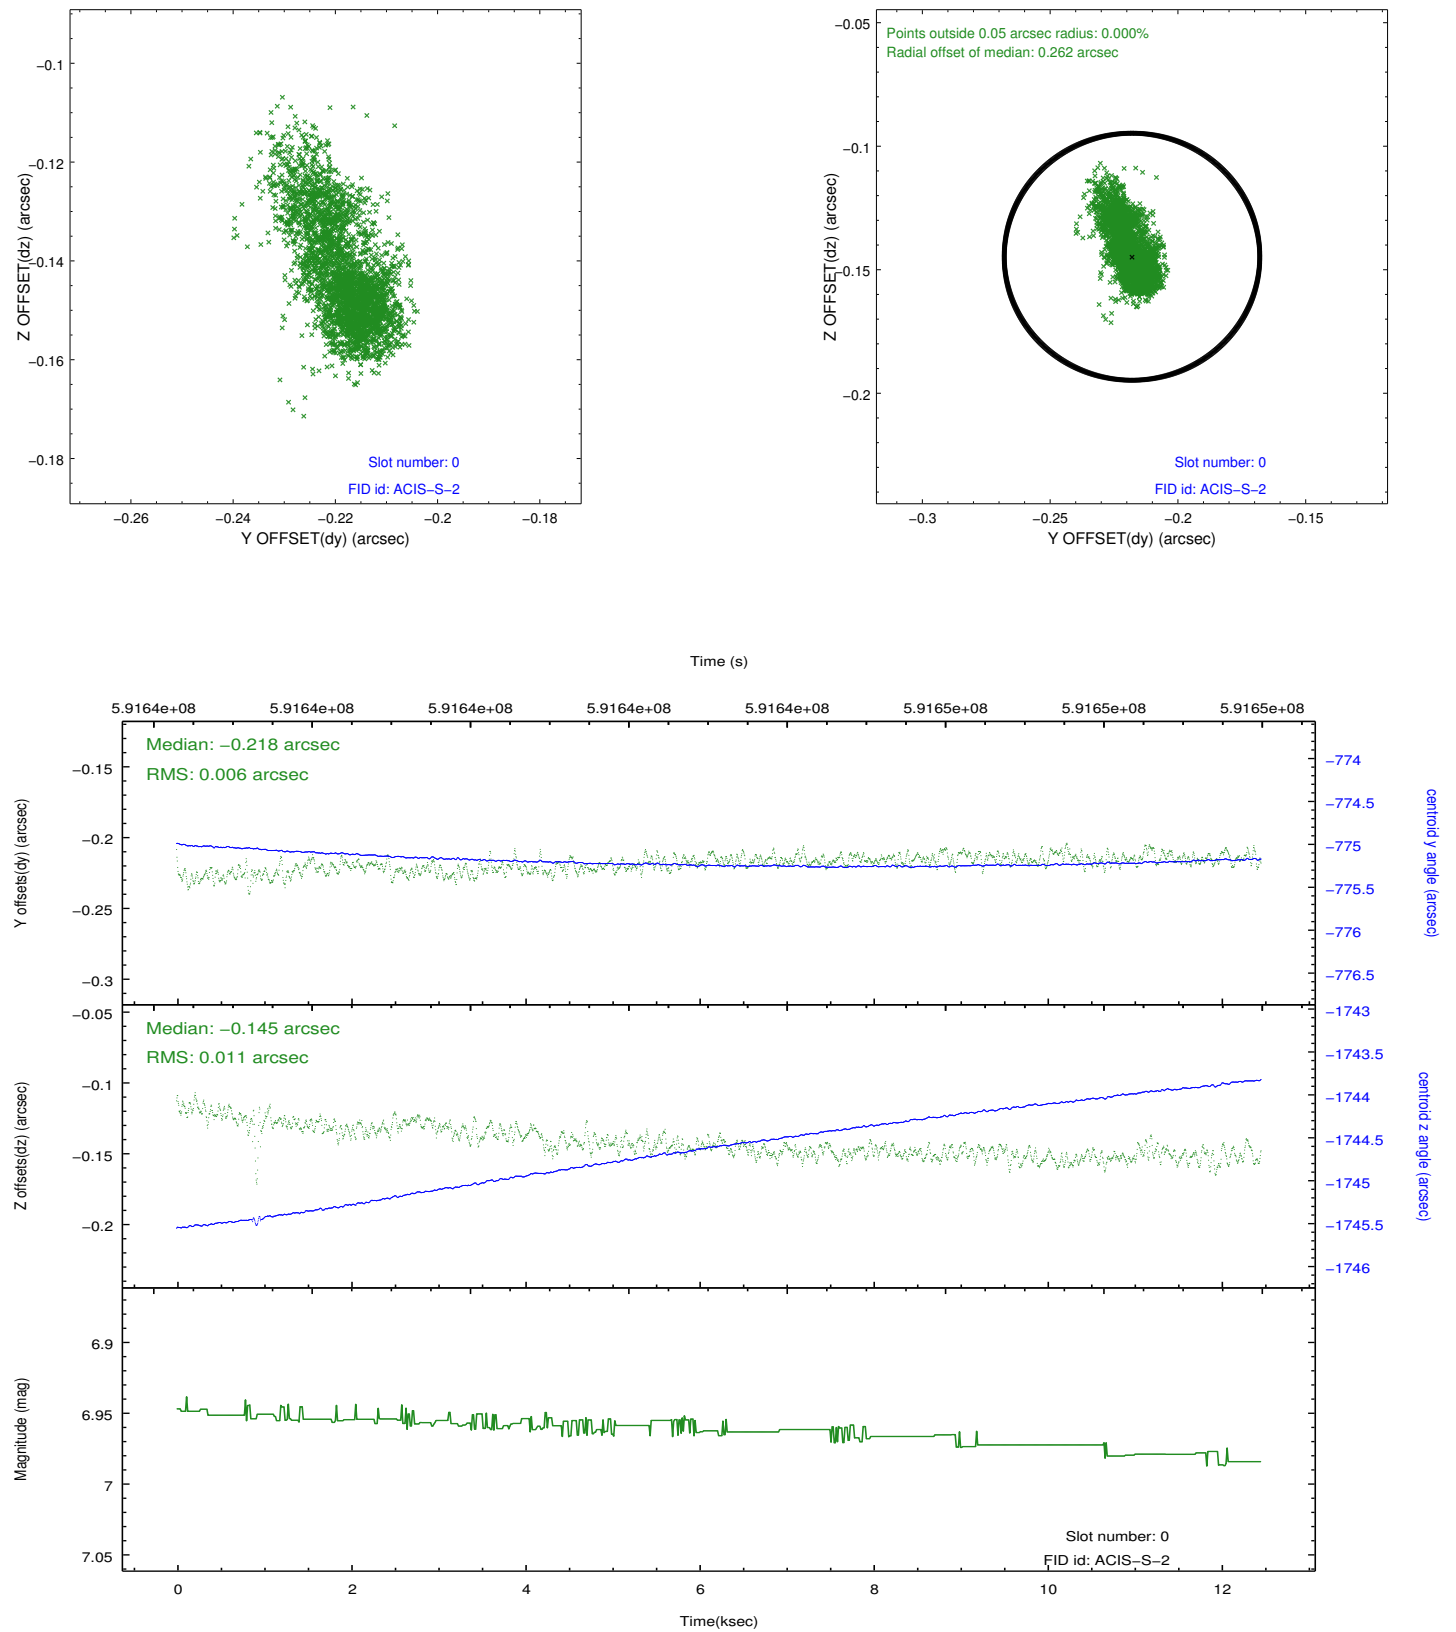 −0.1
−0.12
−0.14
−0.16
−0.18
Z OFFSET(dz) (arcsec)
Slot number: 0
FID id: ACIS−S−2
−0.26
−0.24
−0.22
−0.2
−0.18
Y OFFSET(dy) (arcsec)
Points outside 0.05 arcsec radius: 0.000%
Radial offset of median: 0.262 arcsec
−0.05
−0.1
−0.15
−0.2
Z OFFSET(dz) (arcsec)
Slot number: 0
FID id: ACIS−S−2
−0.3
−0.25
−0.2
−0.15
Y OFFSET(dy) (arcsec)
Time (s)
5.9164e+08
5.9164e+08
5.9164e+08
5.9164e+08
5.9164e+08
5.9165e+08
5.9165e+08
5.9165e+08
Median: −0.218 arcsec
RMS: 0.006 arcsec
−0.15
−0.2
−0.25
−0.3
Y offsets(dy) (arcsec)
−774
−774.5
−775
−775.5
−776
−776.5
centroid y angle (arcsec)
Median: −0.145 arcsec
RMS: 0.011 arcsec
−0.05
−0.1
−0.15
−0.2
Z offsets(dz) (arcsec)
−1743
−1743.5
−1744
−1744.5
−1745
−1745.5
−1746
centroid z angle (arcsec)
6.9
6.95
7
7.05
Magnitude (mag)
Slot number: 0
FID id: ACIS−S−2
0
2
4
6
8
10
12
Time(ksec)